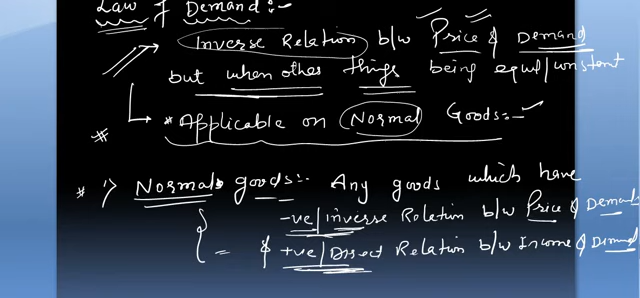 Law of Demand:-
Inverse Relation b/w Price & Demand
but when other things being equl/constant
* Applicable on Normal Goods:-
* 1) Normal goods:- Any goods which have
-ve/inverse Rolation b/w Price & Demand
= & +ve/Direct Relation b/w Income & Demand